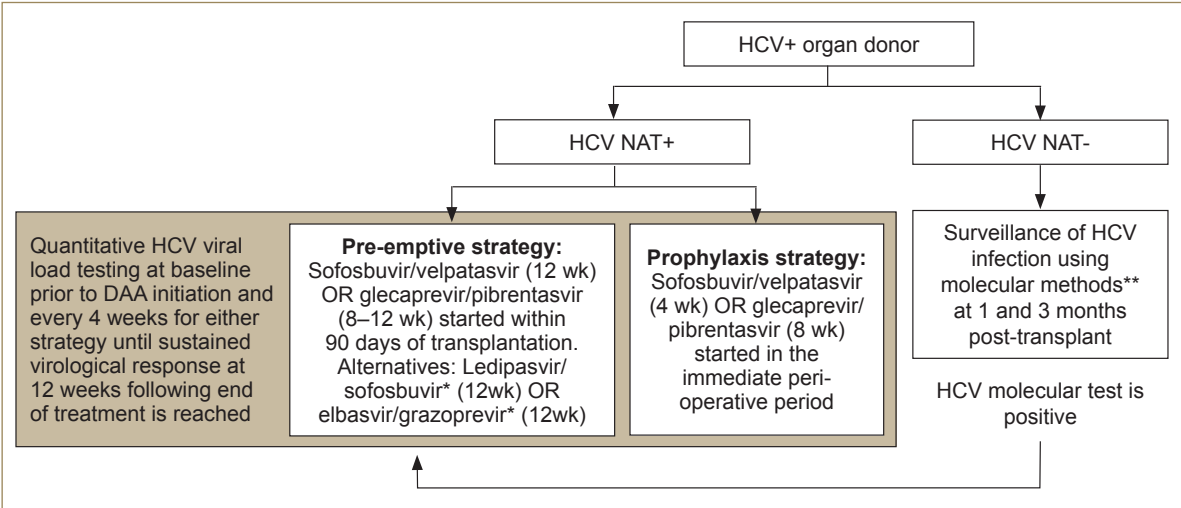 HCV+ organ donor
HCV NAT+
HCV NAT-
Quantitative HCV viral
load testing at baseline
prior to DAA initiation and
every 4 weeks for either
strategy until sustained
virological response at
12 weeks following end
of treatment is reached
Pre-emptive strategy:
Sofosbuvir/velpatasvir (12 wk)
OR glecaprevir/pibrentasvir
(8–12 wk) started within
90 days of transplantation.
Alternatives: Ledipasvir/
sofosbuvir* (12wk) OR
elbasvir/grazoprevir* (12wk)
Prophylaxis strategy:
Sofosbuvir/velpatasvir
(4 wk) OR glecaprevir/
pibrentasvir (8 wk)
started in the
immediate peri-
operative period
Surveillance of HCV
infection using
molecular methods**
at 1 and 3 months
post-transplant
HCV molecular test is
positive